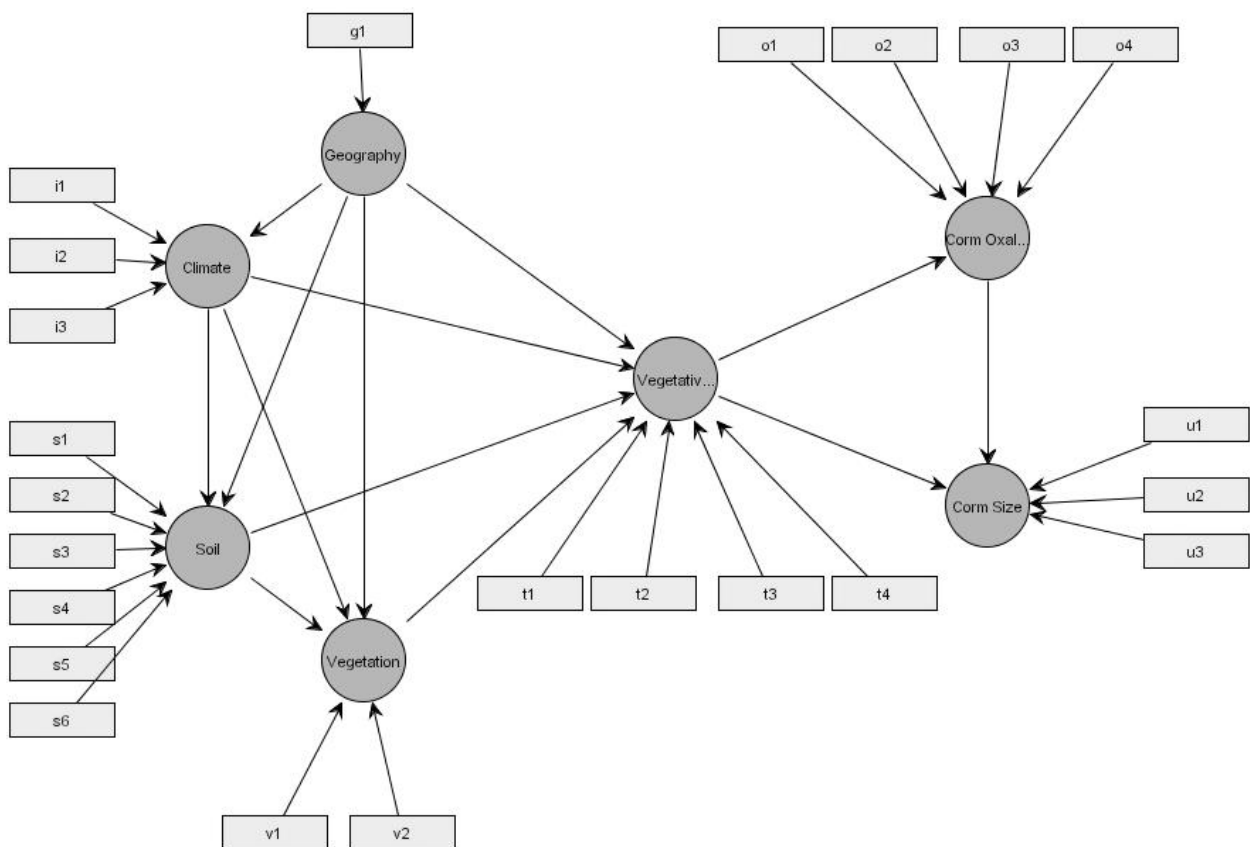 g1
o1
o2
o3
o4
Geography
i1
i2
i3
Climate
Corm Oxal...
Vegetativ...
s1
s2
s3
s4
s5
s6
Soil
u1
u2
u3
Corm Size
t1
t2
t3
t4
Vegetation
v1
v2